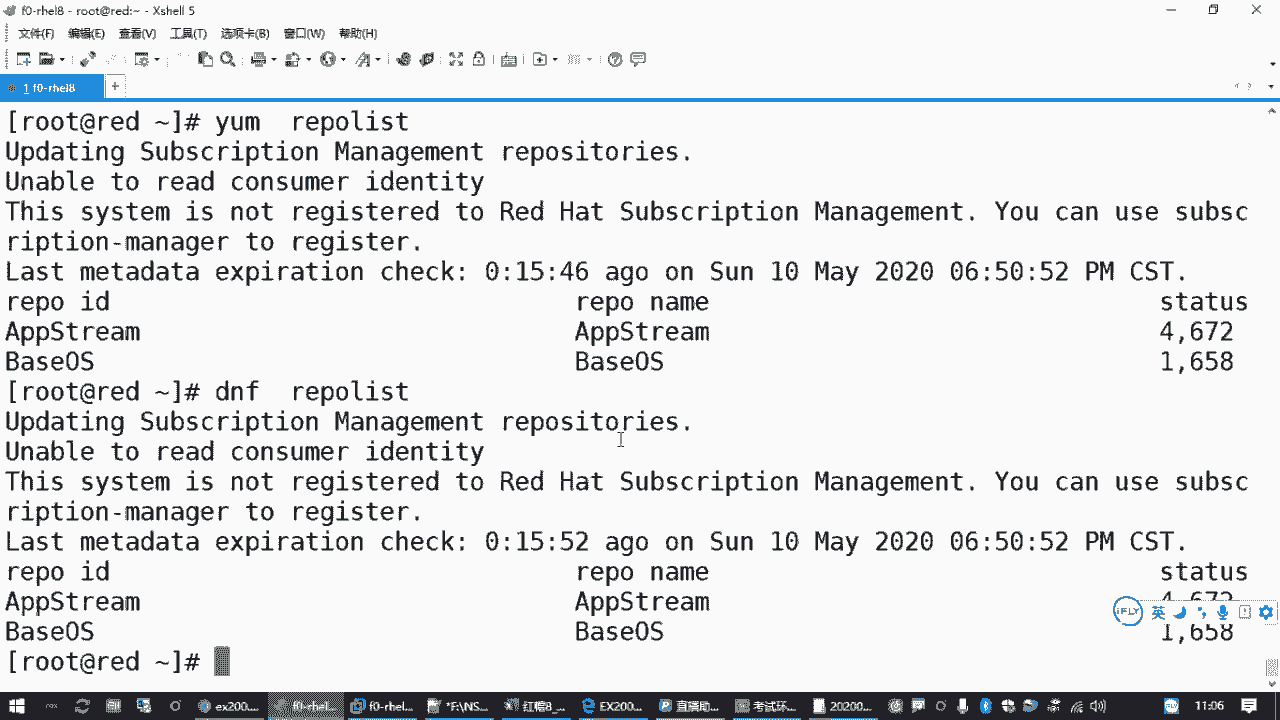 f0-rhel8 - root@red:~ - Xshell 5
文件(F) 编辑(E) 查看(V) 工具(T) 选项卡(B) 窗口(W) 帮助(H)
1 f0-rhel8
[root@red ~]# yum  repolist
Updating Subscription Management repositories.
Unable to read consumer identity
This system is not registered to Red Hat Subscription Management. You can use subsc
ription-manager to register.
Last metadata expiration check: 0:15:46 ago on Sun 10 May 2020 06:50:52 PM CST.
repo id repo name status
AppStream AppStream 4,672
BaseOS BaseOS 1,658
[root@red ~]# dnf  repolist
Updating Subscription Management repositories.
Unable to read consumer identity
This system is not registered to Red Hat Subscription Management. You can use subsc
ription-manager to register.
Last metadata expiration check: 0:15:52 ago on Sun 10 May 2020 06:50:52 PM CST.
repo id repo name status
AppStream AppStream 4,672
iFLY 英
BaseOS BaseOS 1,658
[root@red ~]#
ex200... f0-rhel... f0-rhel... *F:\NS... 红帽8_... EX200... 直播助... 考试环... 20200... 11:06